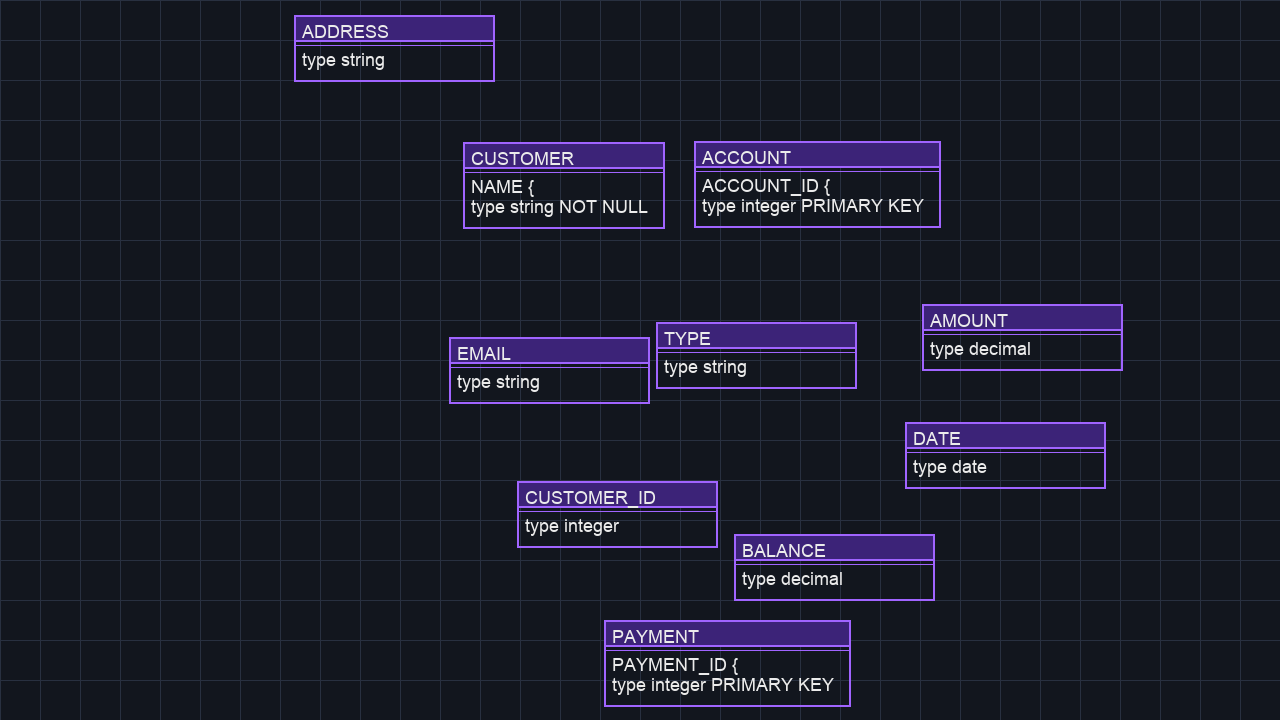 ADDRESS
type string
CUSTOMER
NAME {
type string NOT NULL
ACCOUNT
ACCOUNT_ID {
type integer PRIMARY KEY
EMAIL
type string
TYPE
type string
AMOUNT
type decimal
DATE
type date
CUSTOMER_ID
type integer
BALANCE
type decimal
PAYMENT
PAYMENT_ID {
type integer PRIMARY KEY